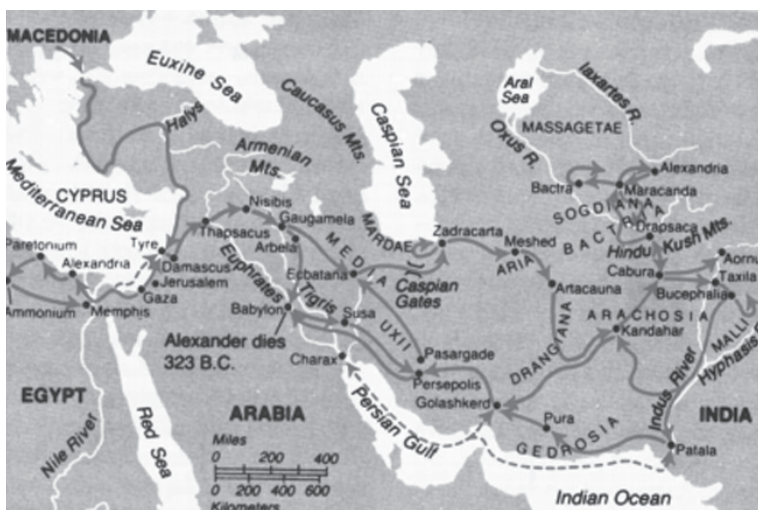 MACEDONIA
Euxihe Sea
Caucasus Mts.
Caspian Sea
Aral
Sea
Iaxartes R.
Oxus R.
MASSAGETAE
Halys
Armenian
Mts.
Mediterranean Sea
CYPRUS
Nisibis
Gaugamela
Thapsacus
Arbela
MEDIA
MARDAE
Zadracarta
Meshed
ARIA
Bactra
Alexandria
Maracanda
SOGDIANA
BACTRIA
Drapsaca
Hindu
Kush Mts.
Tyre
Paretonium
Alexandria
Damascus
Jerusalem
Gaza
Ammonium
Memphis
Euphrates
Tigris
Ecbatana
Caspian
Gates
Artacauna
Cabura
Aornu
Taxila
Bucephalia
Babylon
Susa
UXII
ARACHOSIA
Kandahar
MALLI
Hyphasis
Alexander dies
323 B.C.
Charax
Pasargade
Persepolis
DRANGIANA
Golashkerd
Indus River
EGYPT
ARABIA
Persian Gulf
Pura
GEDROSIA
INDIA
Nile River
Red Sea
Patala
Miles
0 200 400
0 200 400 600
Kilometers
Indian Ocean